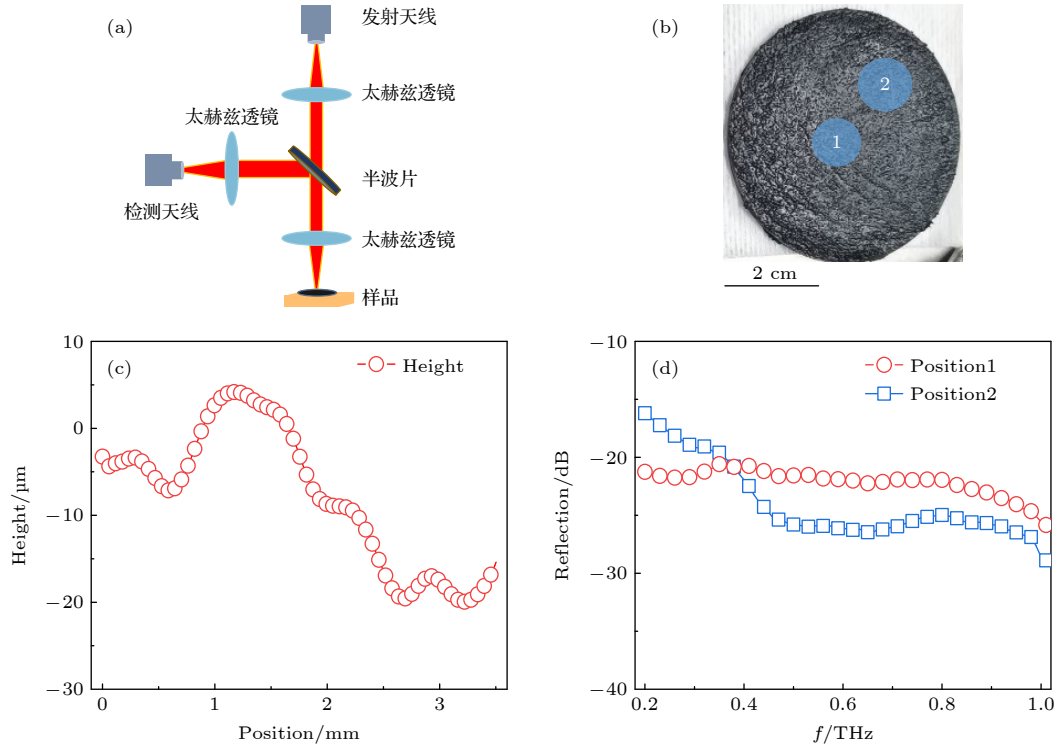 (a)
发射天线
太赫兹透镜
太赫兹透镜
半波片
检测天线
太赫兹透镜
样品
(b)
2
1
2 cm
(c)
Height
10
0
−10
−20
−30
0
1
2
3
Height/μm
Position/mm
(d)
Position1
Position2
−10
−20
−30
−40
0.2
0.4
0.6
0.8
1.0
Reflection/dB
f/THz